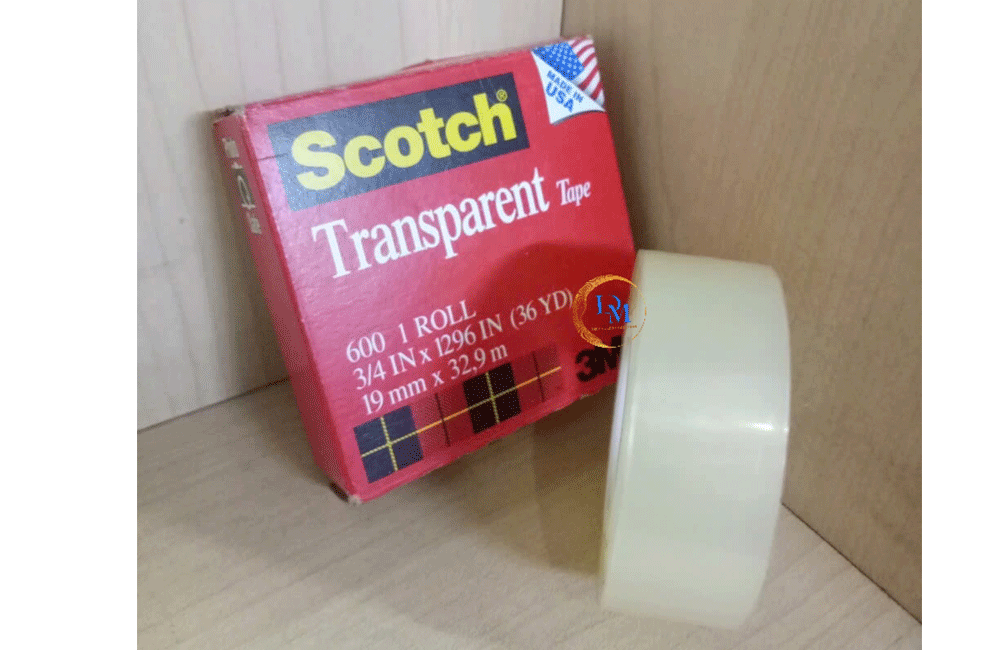 Scotch®
MADE IN
USA
Transparent Tape
600 1 ROLL
3/4 IN x 1296 IN (36 YD)
19 mm x 32,9 m
3M
DM